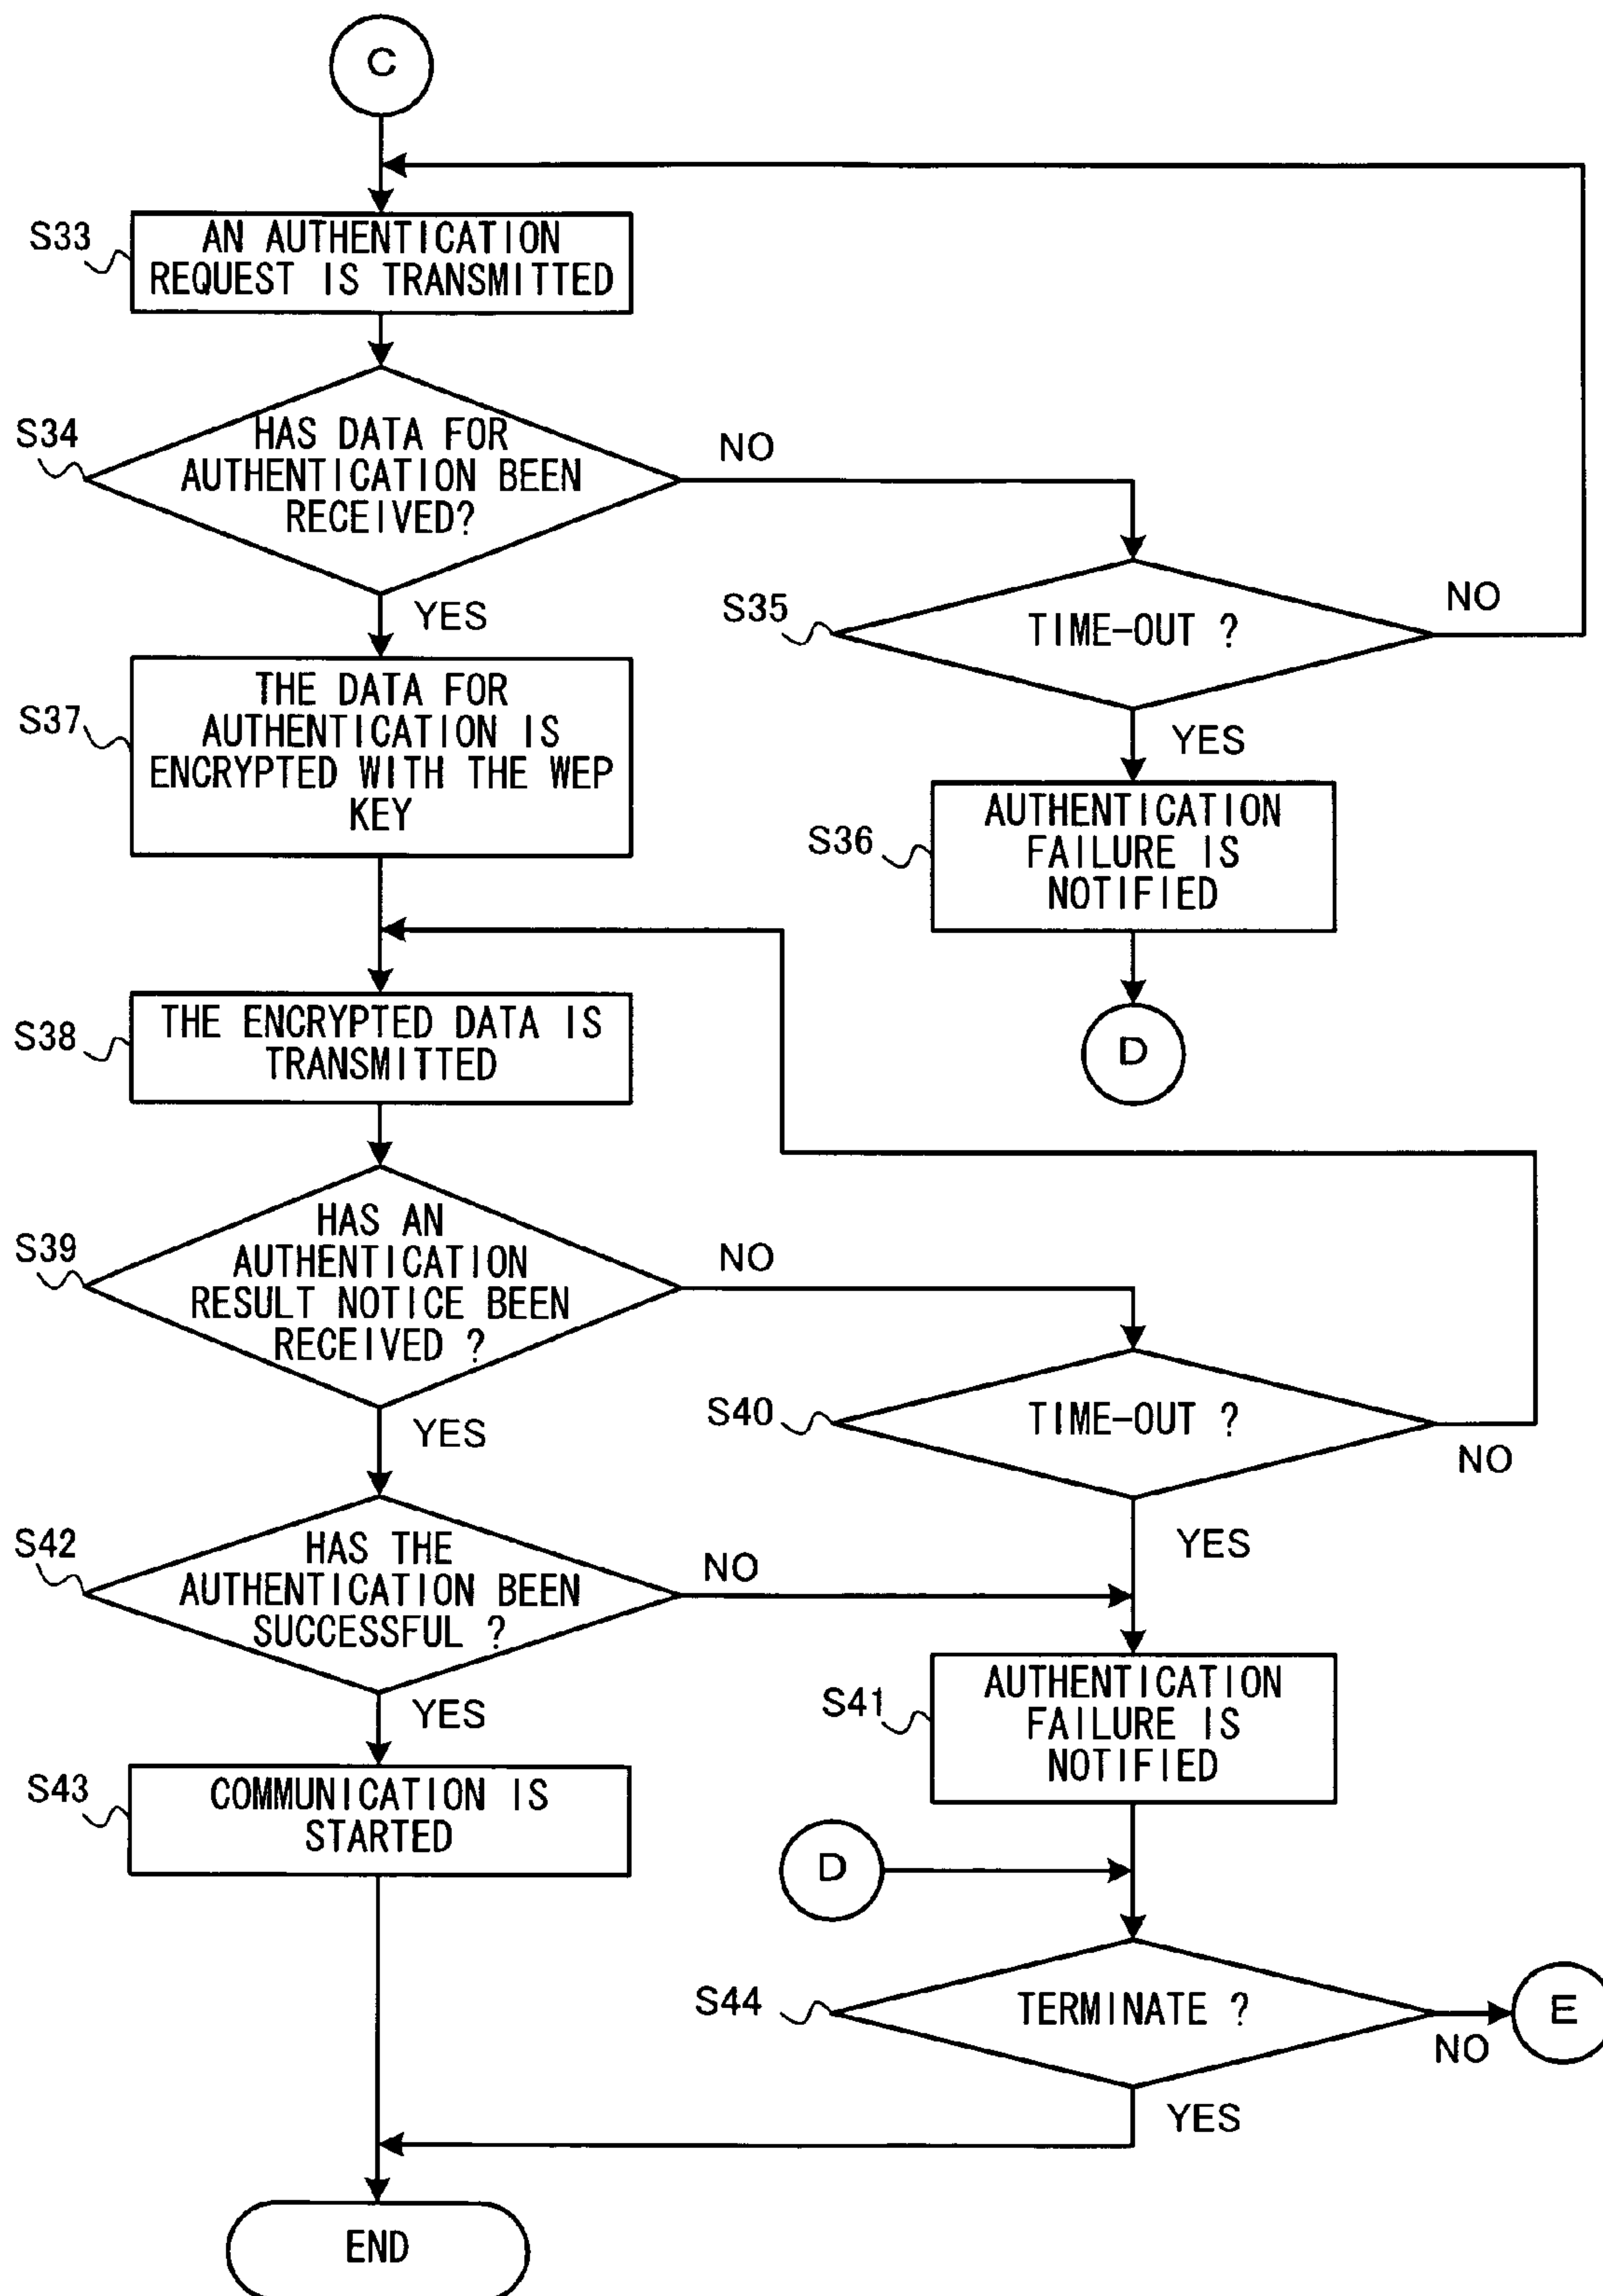 C
S33
AN AUTHENTICATION
REQUEST IS TRANSMITTED
S34
HAS DATA FOR
AUTHENTICATION BEEN
RECEIVED?
NO
YES
S35
TIME-OUT ?
NO
YES
S37
THE DATA FOR
AUTHENTICATION IS
ENCRYPTED WITH THE WEP
KEY
S36
AUTHENTICATION
FAILURE IS
NOTIFIED
D
S38
THE ENCRYPTED DATA IS
TRANSMITTED
S39
HAS AN
AUTHENTICATION
RESULT NOTICE BEEN
RECEIVED ?
NO
YES
S40
TIME-OUT ?
NO
YES
S42
HAS THE
AUTHENTICATION BEEN
SUCCESSFUL ?
NO
YES
S41
AUTHENTICATION
FAILURE IS
NOTIFIED
S43
COMMUNICATION IS
STARTED
D
S44
TERMINATE ?
NO
E
YES
END